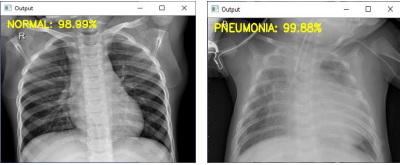 Output
NORMAL: 98.99%
R
Output
PNEUMONIA: 99.88%